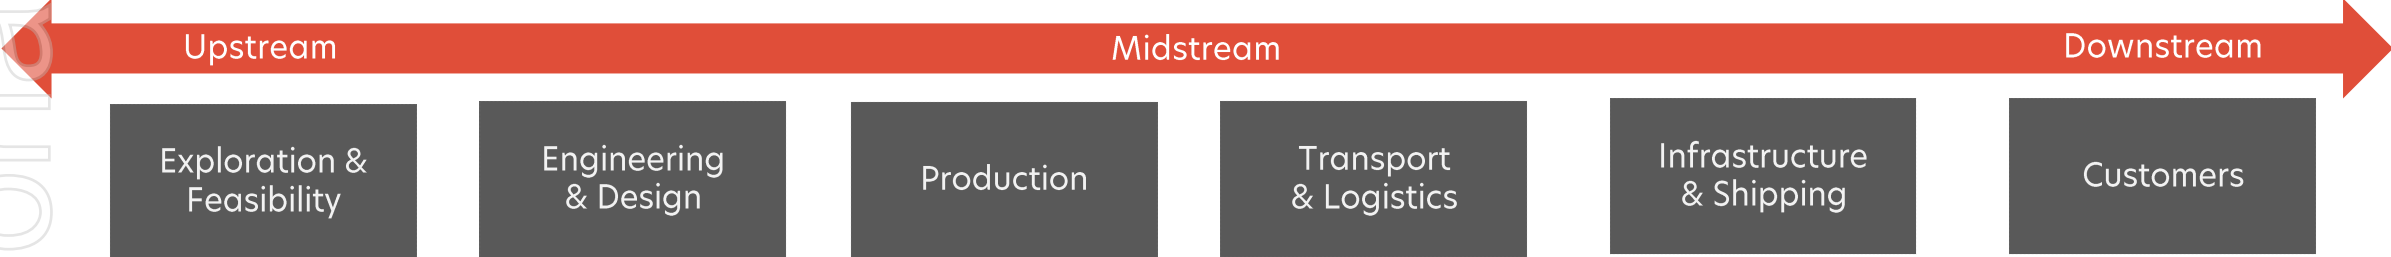 Upstream
Midstream
Downstream
Exploration &
Feasibility
Engineering
& Design
Production
Transport
& Logistics
Infrastructure
& Shipping
Customers